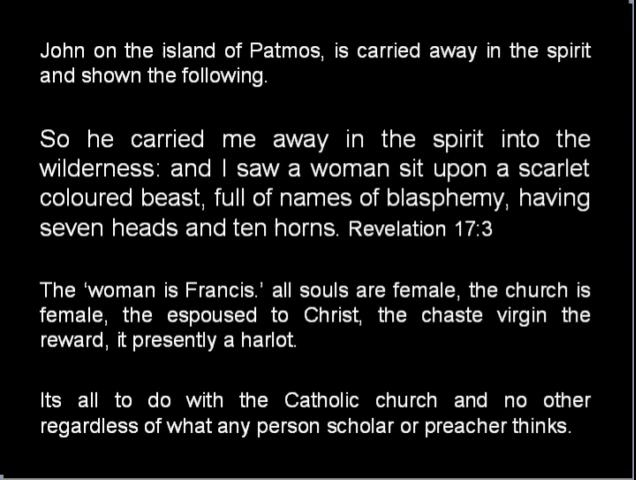 John on the island of Patmos, is carried away in the spirit
and shown the following.
So he carried me away in the spirit into the
wilderness: and I saw a woman sit upon a scarlet
coloured beast, full of names of blasphemy, having
seven heads and ten horns. Revelation 17:3
The ‘woman is Francis.’ all souls are female, the church is
female, the espoused to Christ, the chaste virgin the
reward, it presently a harlot.
Its all to do with the Catholic church and no other
regardless of what any person scholar or preacher thinks.